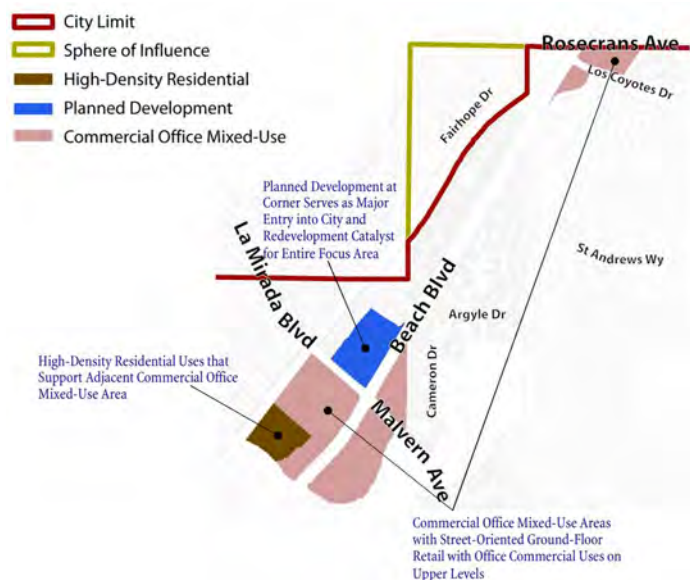 City Limit
Sphere of Influence
High-Density Residential
Planned Development
Commercial Office Mixed-Use
Rosecrans Ave
Los Coyotes Dr
Fairhope Dr
Planned Development at
Corner Serves as Major
Entry into City and
Redevelopment Catalyst
for Entire Focus Area
La Mirada Blvd
St Andrews Wy
Beach Blvd
Argyle Dr
Cameron Dr
High-Density Residential Uses that
Support Adjacent Commercial Office
Mixed-Use Area
Malvern Ave
Commercial Office Mixed-Use Areas
with Street-Oriented Ground-Floor
Retail with Office Commercial Uses on
Upper Levels